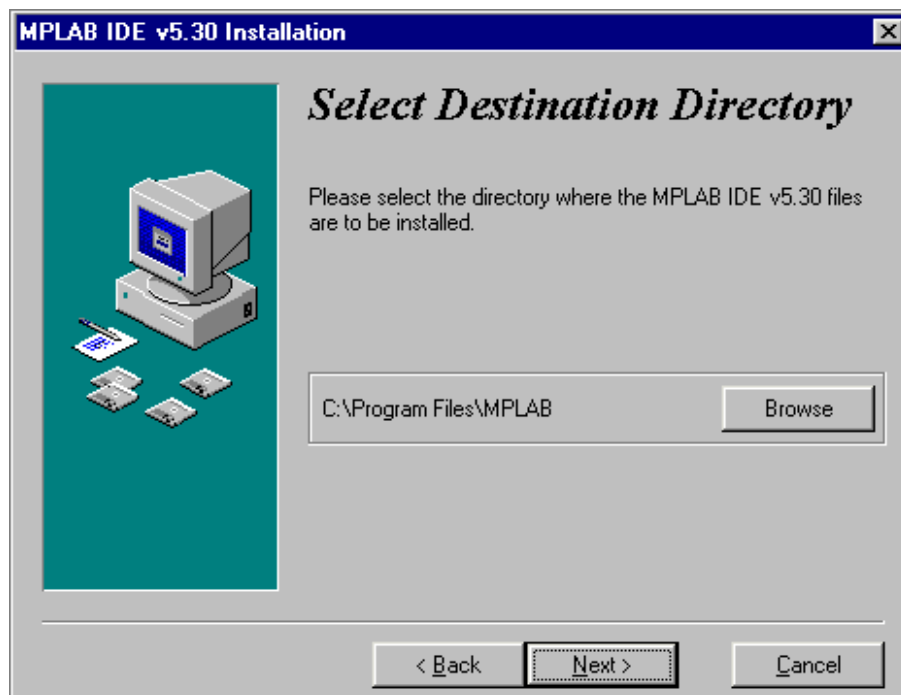 MPLAB IDE v5.30 Installation
Select Destination Directory
Please select the directory where the MPLAB IDE v5.30 files
are to be installed.
C:\Program Files\MPLAB
Browse
< Back
Next >
Cancel